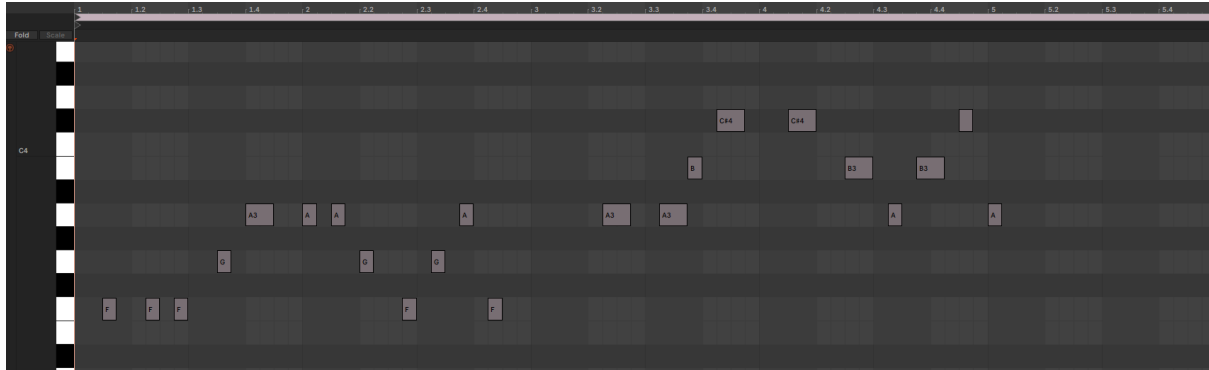 1 1.2 1.3 1.4 2 2.2 2.3 2.4 3 3.2 3.3 3.4 4 4.2 4.3 4.4 5 5.2 5.3 5.4
Fold Scale
C#4 C#4
C4
B B3 B3
A3 A A A A3 A3 A A
G G G
F F F F F